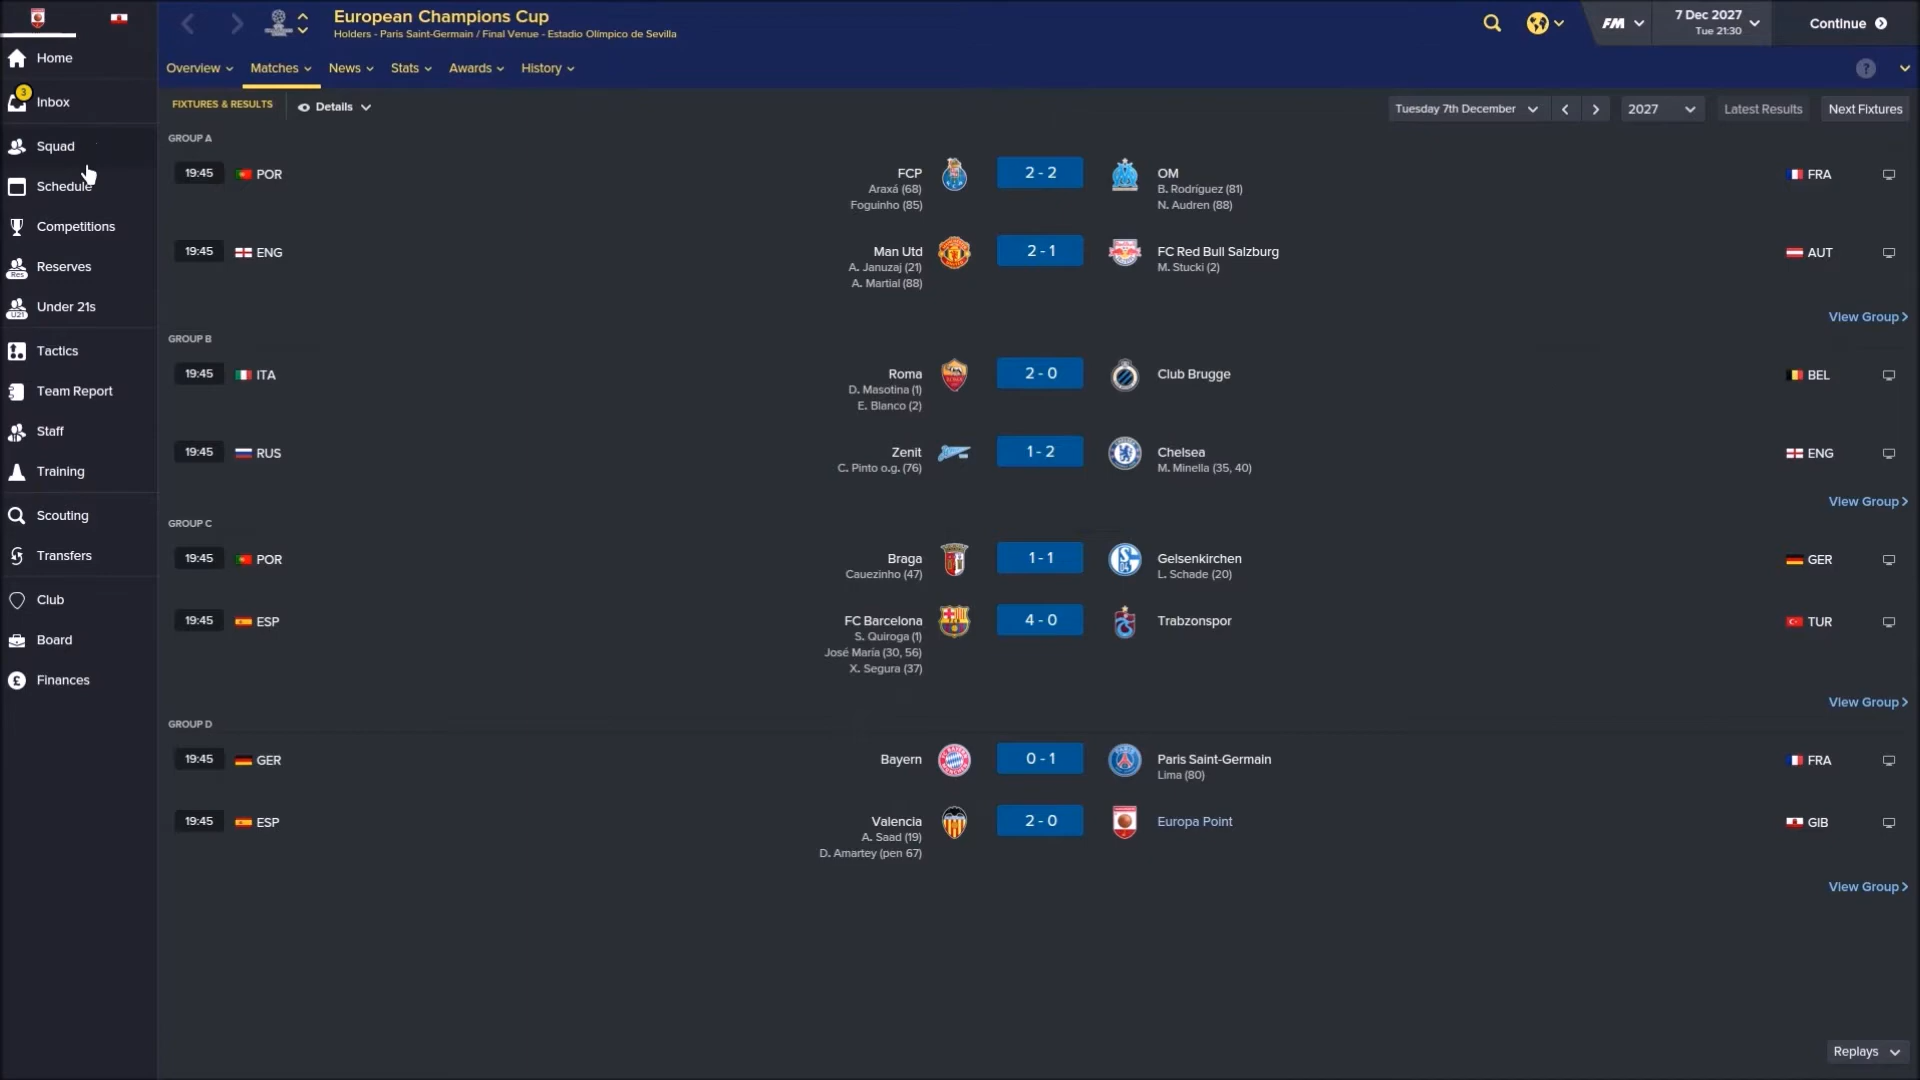 European Champions Cup
Holders - Paris Saint-Germain / Final Venue - Estadio Olímpico de Sevilla
FM
7 Dec 2027
Tue 21:30
Continue
Home
3
Inbox
Squad
Schedule
Competitions
Res
Reserves
U21
Under 21s
Tactics
Team Report
Staff
Training
Scouting
Transfers
Club
Board
Finances
Overview
Matches
News
Stats
Awards
History
?
FIXTURES & RESULTS
Details
Tuesday 7th December
2027
Latest Results
Next Fixtures
GROUP A
19:45 POR FCP 2 - 2 OM FRA
Araxá (68) B. Rodríguez (81)
Foguinho (85) N. Audren (88)
19:45 ENG Man Utd 2 - 1 FC Red Bull Salzburg AUT
A. Januzaj (21) M. Stucki (2)
A. Martial (88)
View Group
GROUP B
19:45 ITA Roma 2 - 0 Club Brugge BEL
D. Masotina (1)
E. Blanco (2)
19:45 RUS Zenit 1 - 2 Chelsea ENG
C. Pinto o.g. (76) M. Minella (35, 40)
View Group
GROUP C
19:45 POR Braga 1 - 1 Gelsenkirchen GER
Cauezinho (47) L. Schade (20)
19:45 ESP FC Barcelona 4 - 0 Trabzonspor TUR
S. Quiroga (1)
José María (30, 56)
X. Segura (37)
View Group
GROUP D
19:45 GER Bayern 0 - 1 Paris Saint-Germain FRA
Lima (80)
19:45 ESP Valencia 2 - 0 Europa Point GIB
A. Saad (19)
D. Amartey (pen 67)
View Group
Replays